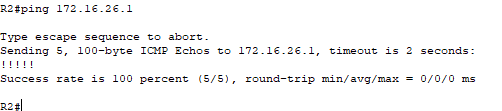 R2#ping 172.16.26.1
Type escape sequence to abort.
Sending 5, 100-byte ICMP Echos to 172.16.26.1, timeout is 2 seconds:
!!!!!
Success rate is 100 percent (5/5), round-trip min/avg/max = 0/0/0 ms
R2#